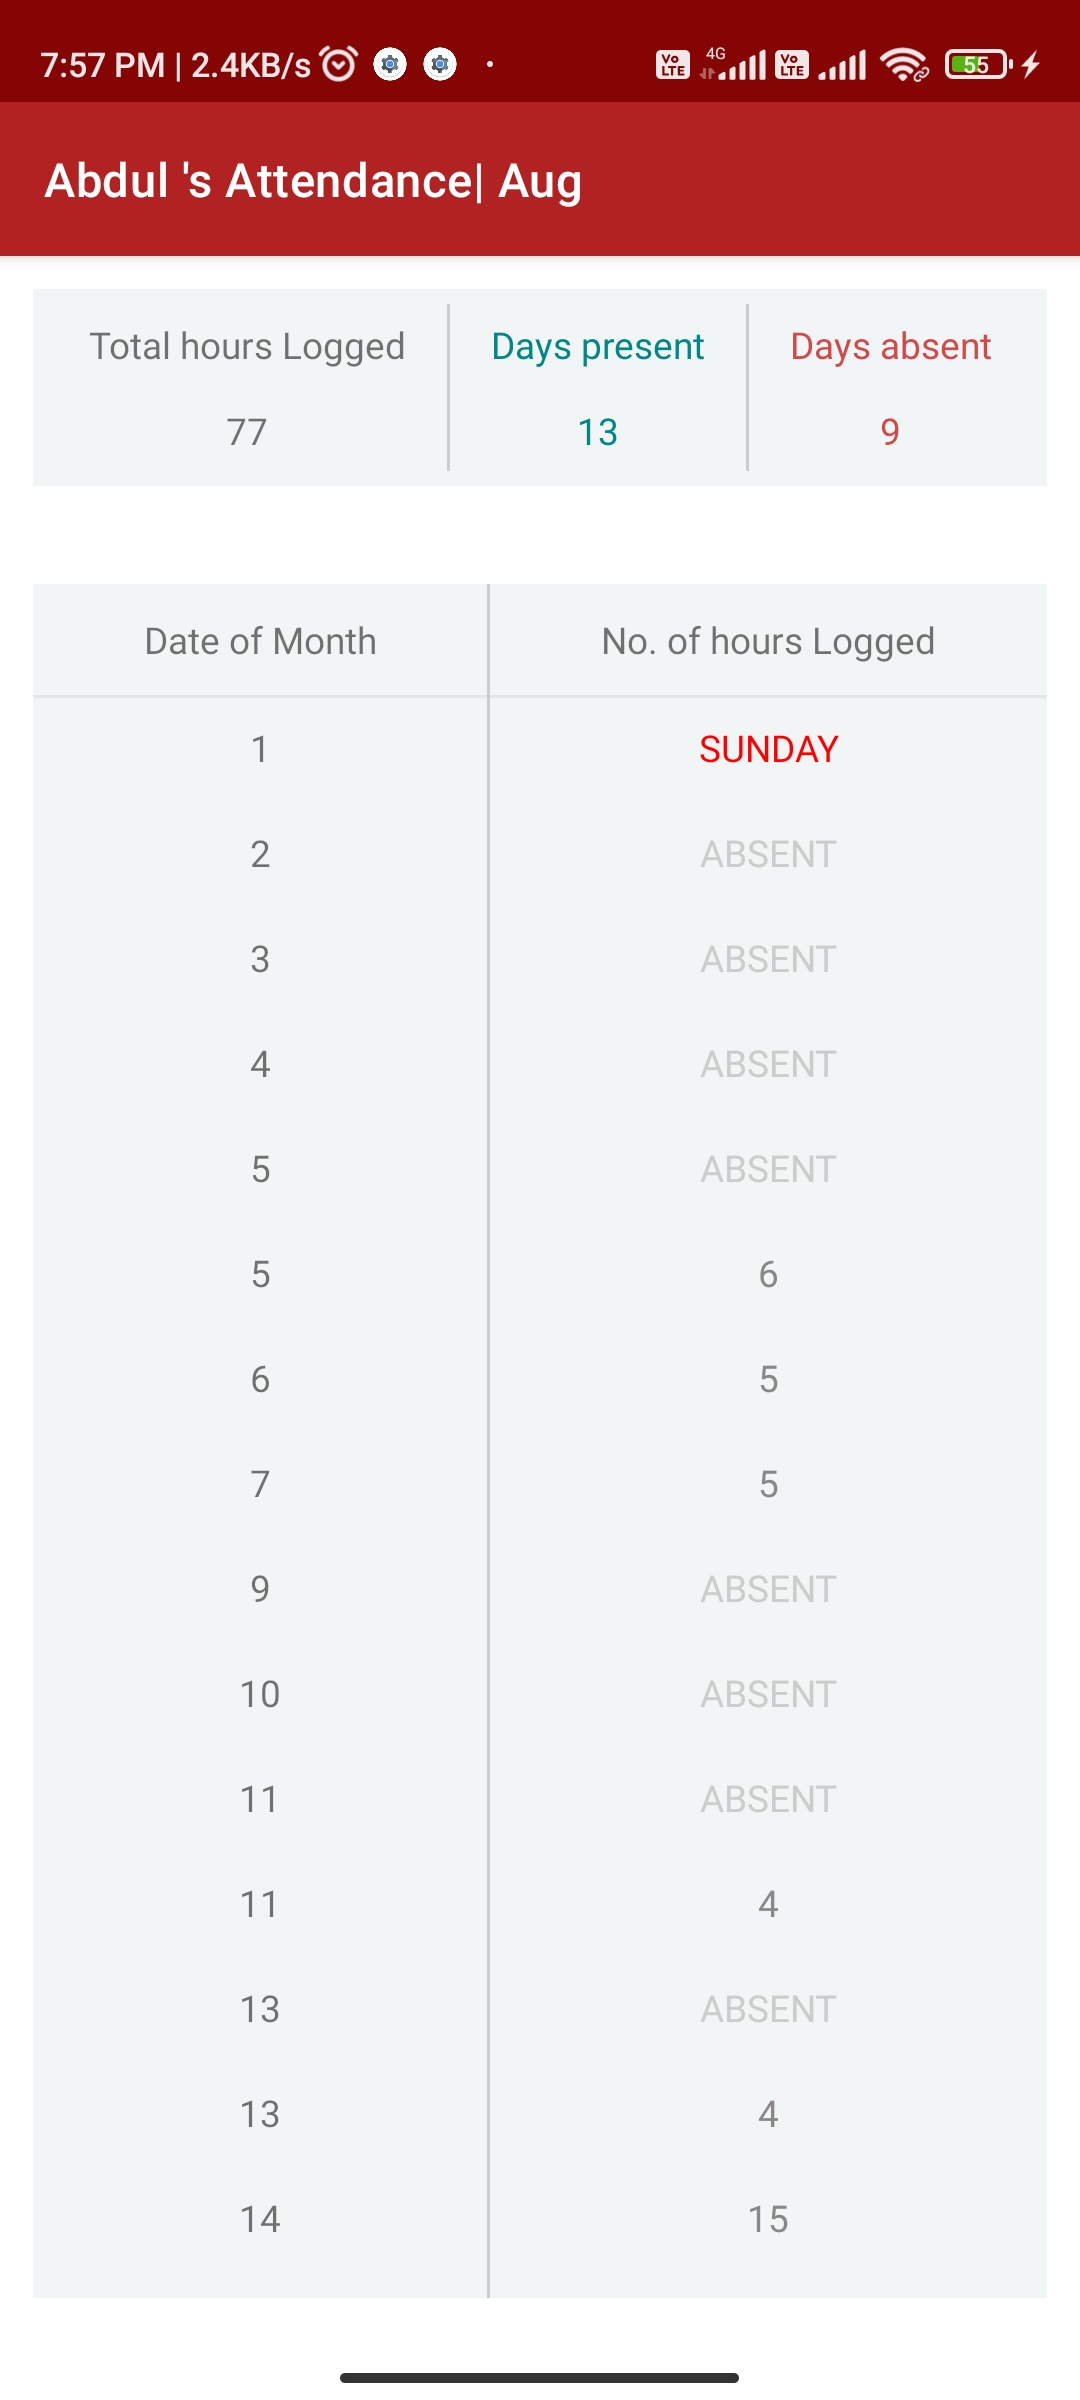 7:57 PM | 2.4KB/s Vo LTE 4G Vo LTE 55
Abdul 's Attendance| Aug
Total hours Logged Days present Days absent
77 13 9
Date of Month No. of hours Logged
1 SUNDAY
2 ABSENT
3 ABSENT
4 ABSENT
5 ABSENT
5 6
6 5
7 5
9 ABSENT
10 ABSENT
11 ABSENT
11 4
13 ABSENT
13 4
14 15